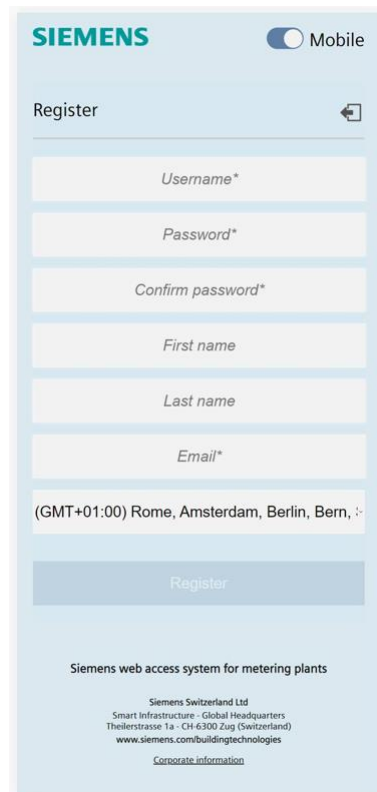 SIEMENS
Mobile
Register
Username*
Password*
Confirm password*
First name
Last name
Email*
(GMT+01:00) Rome, Amsterdam, Berlin, Bern,
Register
Siemens web access system for metering plants
Siemens Switzerland Ltd
Smart Infrastructure - Global Headquarters
Theilerstrasse 1a - CH-6300 Zug (Switzerland)
www.siemens.com/buildingtechnologies
Corporate information